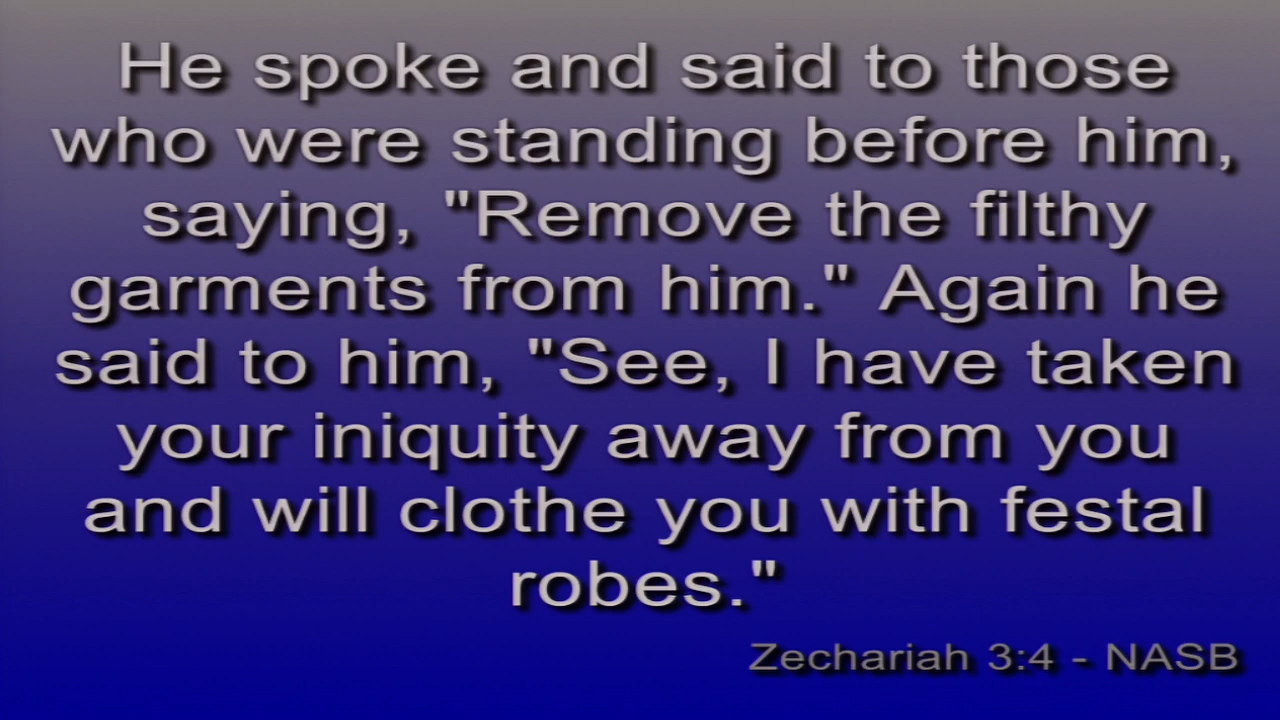 He spoke and said to those
who were standing before him,
saying, "Remove the filthy
garments from him." Again he
said to him, "See, I have taken
your iniquity away from you
and will clothe you with festal
robes."
Zechariah 3:4 - NASB